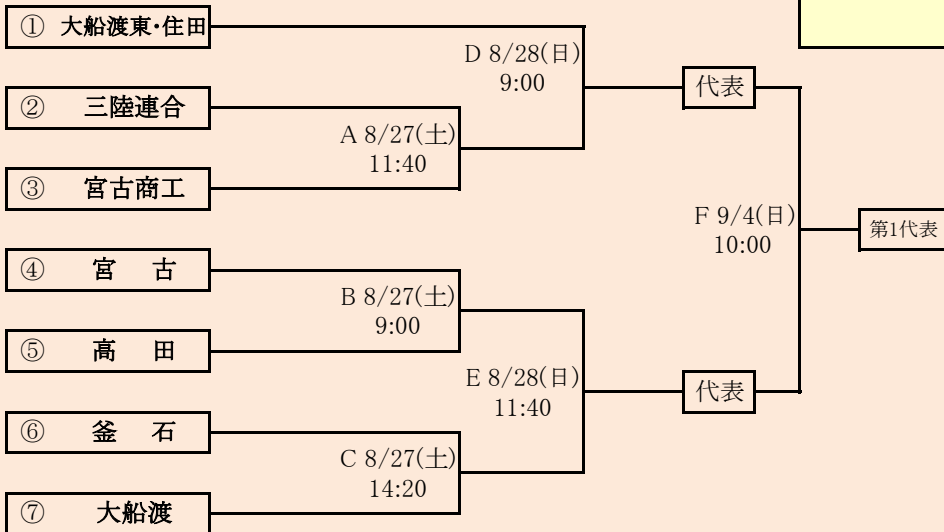 ① 大船渡東・住田
D 8/28(日)
9:00
代表
② 三陸連合
A 8/27(土)
11:40
③ 宮古商工
F 9/4(日)
10:00
第1代表
④ 宮 古
B 8/27(土)
9:00
⑤ 高 田
E 8/28(日)
11:40
代表
⑥ 釜 石
C 8/27(土)
14:20
⑦ 大船渡